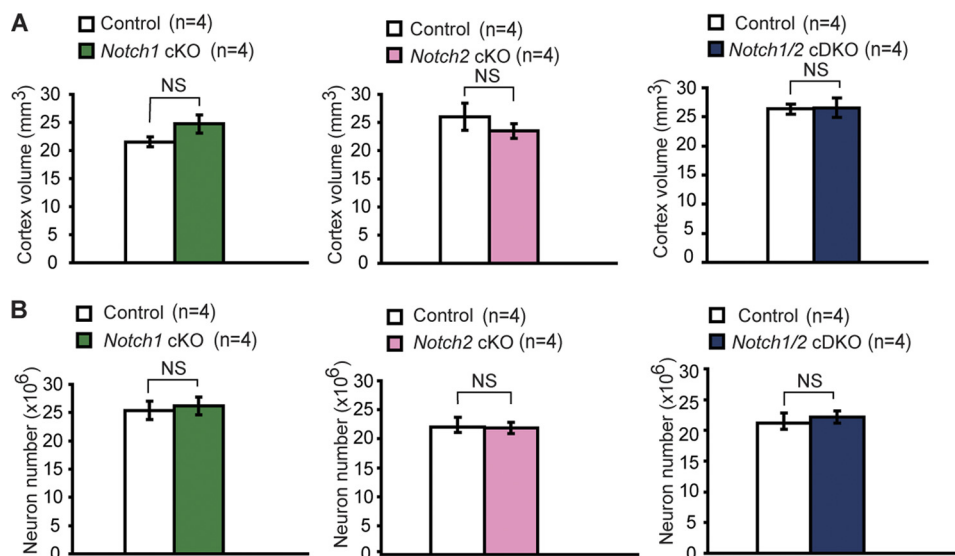 A
Control (n=4)
Notch1 cKO (n=4)
NS
Cortex volume (mm3)
30
25
20
15
10
5
0
Control (n=4)
Notch2 cKO (n=4)
NS
Cortex volume (mm3)
30
25
20
15
10
5
0
Control (n=4)
Notch1/2 cDKO (n=4)
NS
Cortex volume (mm3)
30
25
20
15
10
5
0
B
Control (n=4)
Notch1 cKO (n=4)
NS
Neuron number (x106)
30
25
20
15
10
5
0
Control (n=4)
Notch2 cKO (n=4)
NS
Neuron number (x106)
30
25
20
15
10
5
0
Control (n=4)
Notch1/2 cDKO (n=4)
NS
Neuron number (x106)
30
25
20
15
10
5
0